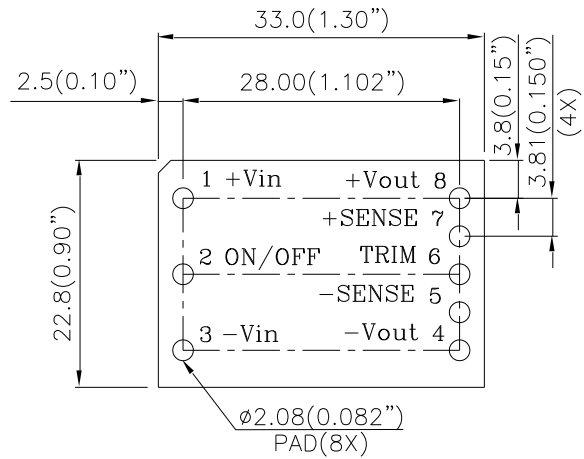 33.0(1.30”)
2.5(0.10”)
28.00(1.102”)
3.8(0.15”)
3.81(0.150”)
(4X)
22.8(0.90”)
1 +Vin
+Vout 8
+SENSE 7
2 ON/OFF
TRIM 6
−SENSE 5
3 −Vin
−Vout 4
ø2.08(0.082”)
PAD(8X)